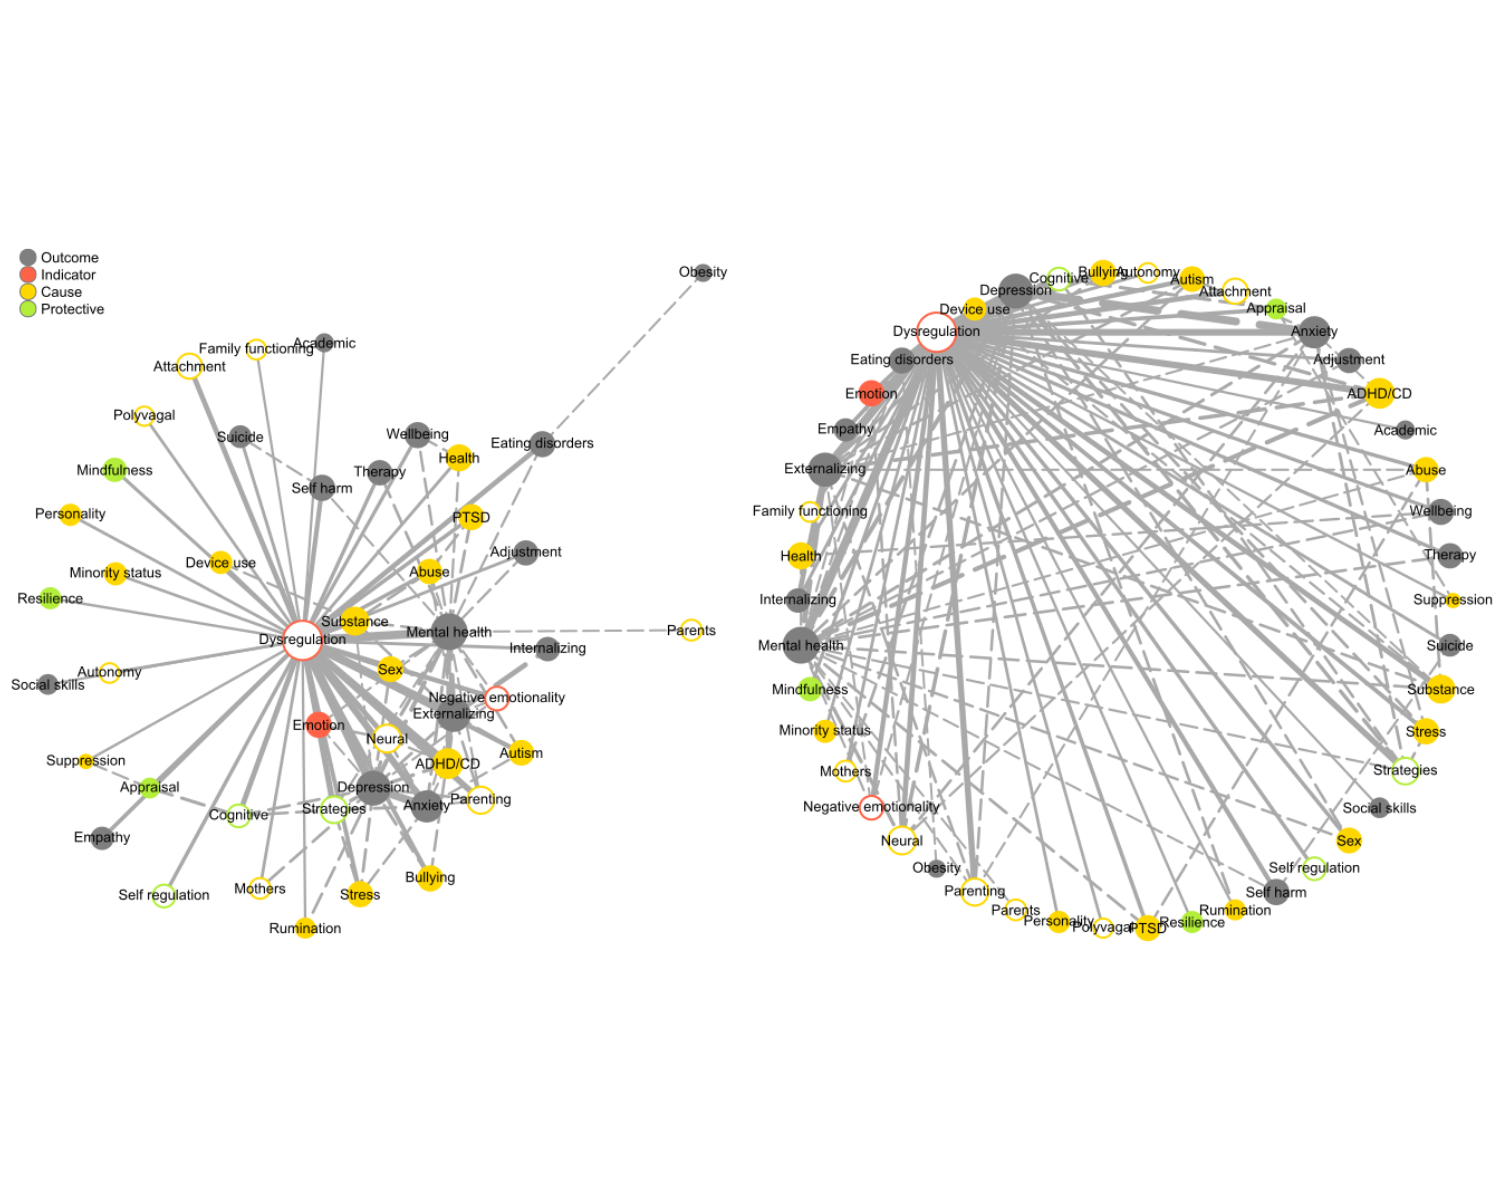 Outcome
Indicator
Cause
Protective
Obesity
Family functioning
Academic
Attachment
Polyvagal
Suicide
Wellbeing
Eating disorders
Health
Mindfulness
Therapy
Self harm
Personality
PTSD
Adjustment
Device use
Minority status
Abuse
Resilience
Substance
Mental health
Parents
Dysregulation
Internalizing
Sex
Autonomy
Social skills
Negative emotionality
Externalizing
Emotion
Neural
Autism
Suppression
ADHD/CD
Appraisal
Depression
Parenting
Anxiety
Strategies
Cognitive
Empathy
Bullying
Mothers
Stress
Self regulation
Rumination
Cognitive
Bullying
Autonomy
Autism
Depression
Attachment
Device use
Appraisal
Dysregulation
Anxiety
Eating disorders
Adjustment
Emotion
ADHD/CD
Empathy
Academic
Externalizing
Abuse
Family functioning
Wellbeing
Health
Therapy
Internalizing
Suppression
Mental health
Suicide
Mindfulness
Substance
Minority status
Stress
Mothers
Strategies
Negative emotionality
Social skills
Neural
Sex
Obesity
Self regulation
Parenting
Self harm
Parents
Rumination
Personality
Polyvagal
PTSD
Resilience